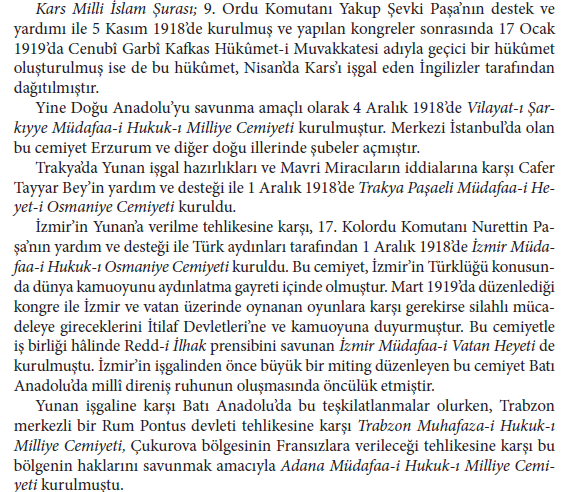 Kars Milli İslam Şurası; 9. Ordu Komutanı Yakup Şevki Paşa'nın destek ve
yardımı ile 5 Kasım 1918'de kurulmuş ve yapılan kongreler sonrasında 17 Ocak
1919'da Cenubî Garbî Kafkas Hükûmet-i Muvakkatesi adıyla geçici bir hükûmet
oluşturulmuş ise de bu hükûmet, Nisan'da Kars'ı işgal eden İngilizler tarafından
dağıtılmıştır.
Yine Doğu Anadolu'yu savunma amaçlı olarak 4 Aralık 1918'de Vilayat-ı Şar-
kıyye Müdafaa-i Hukuk-ı Milliye Cemiyeti kurulmuştur. Merkezi İstanbul'da olan
bu cemiyet Erzurum ve diğer doğu illerinde şubeler açmıştır.
Trakya'da Yunan işgal hazırlıkları ve Mavri Miracıların iddialarına karşı Cafer
Tayyar Bey'in yardım ve desteği ile 1 Aralık 1918'de Trakya Paşaeli Müdafaa-i He-
yet-i Osmaniye Cemiyeti kuruldu.
İzmir'in Yunan'a verilme tehlikesine karşı, 17. Kolordu Komutanı Nurettin Pa-
şa'nın yardım ve desteği ile Türk aydınları tarafından 1 Aralık 1918'de İzmir Müda-
faa-i Hukuk-ı Osmaniye Cemiyeti kuruldu. Bu cemiyet, İzmir'in Türklüğü konusun-
da dünya kamuoyunu aydınlatma gayreti içinde olmuştur. Mart 1919'da düzenlediği
kongre ile İzmir ve vatan üzerinde oynanan oyunlara karşı gerekirse silahlı müca-
deleye gireceklerini İtilaf Devletleri'ne ve kamuoyuna duyurmuştur. Bu cemiyetle
iş birliği hâlinde Redd-i İlhak prensibini savunan İzmir Müdafaa-i Vatan Heyeti de
kurulmuştu. İzmir'in işgalinden önce büyük bir miting düzenleyen bu cemiyet Batı
Anadolu'da millî direniş ruhunun oluşmasında öncülük etmiştir.
Yunan işgaline karşı Batı Anadolu'da bu teşkilatlanmalar olurken, Trabzon
merkezli bir Rum Pontus devleti tehlikesine karşı Trabzon Muhafaza-i Hukuk-ı
Milliye Cemiyeti, Çukurova bölgesinin Fransızlara verileceği tehlikesine karşı bu
bölgenin haklarını savunmak amacıyla Adana Müdafaa-i Hukuk-ı Milliye Cemi-
yeti kurulmuştu.